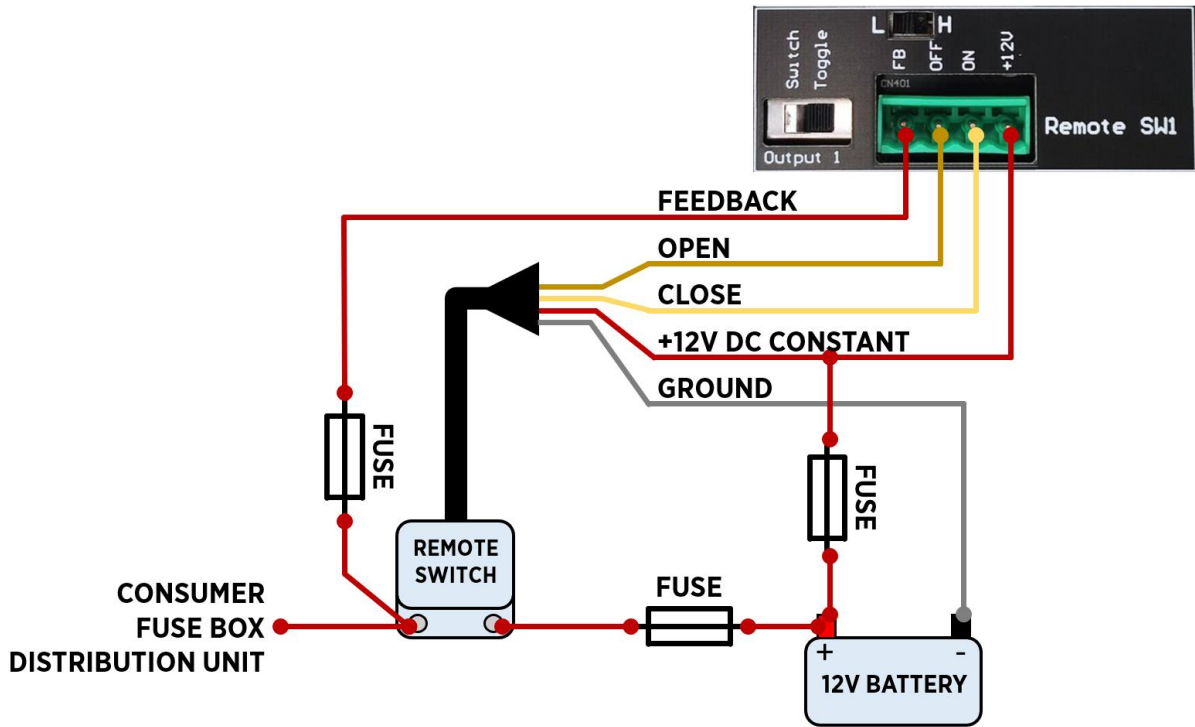 L H
Switch
Toggle
FB
OFF
ON
+12V
CN401
Remote SW1
Output 1
FEEDBACK
OPEN
CLOSE
+12V DC CONSTANT
GROUND
FUSE
FUSE
REMOTE
SWITCH
FUSE
CONSUMER
FUSE BOX
DISTRIBUTION UNIT
+ -
12V BATTERY